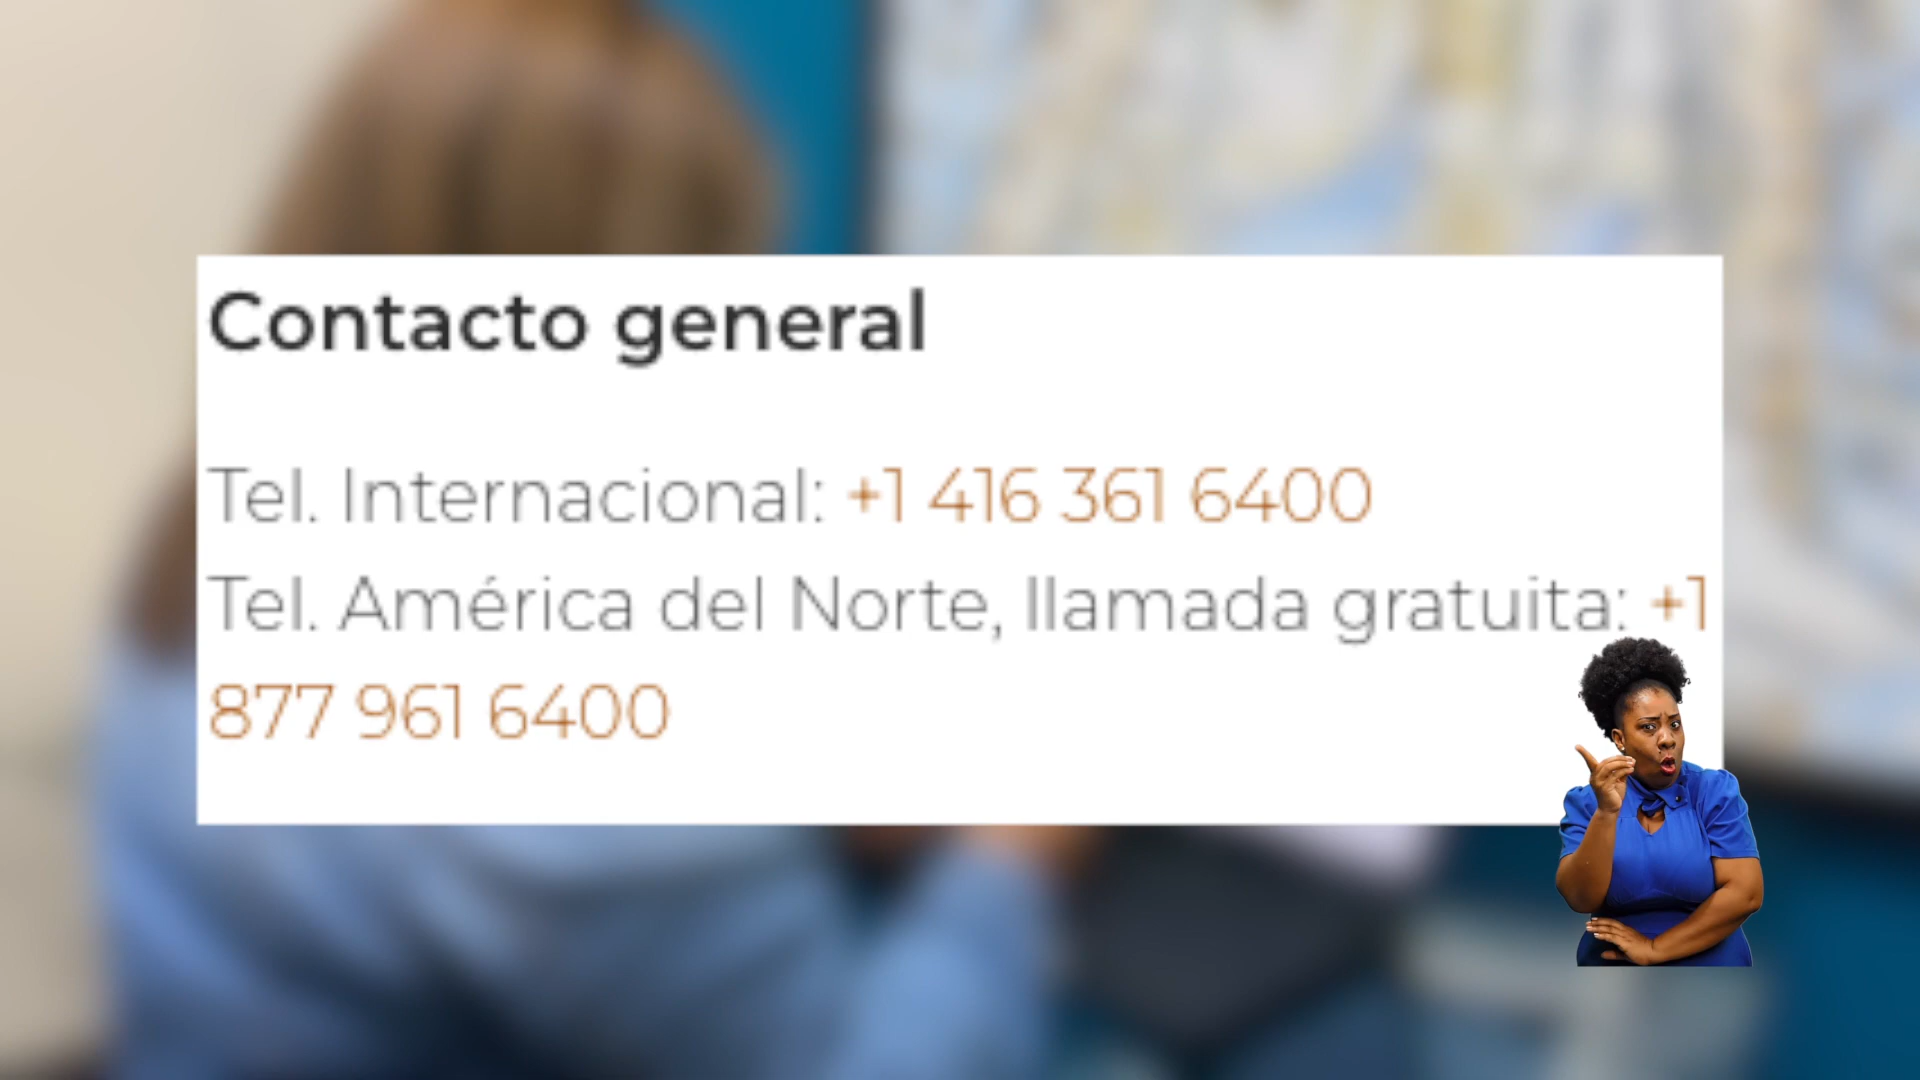 Contacto general
Tel. Internacional: +1 416 361 6400
Tel. América del Norte, llamada gratuita: +1
877 961 6400